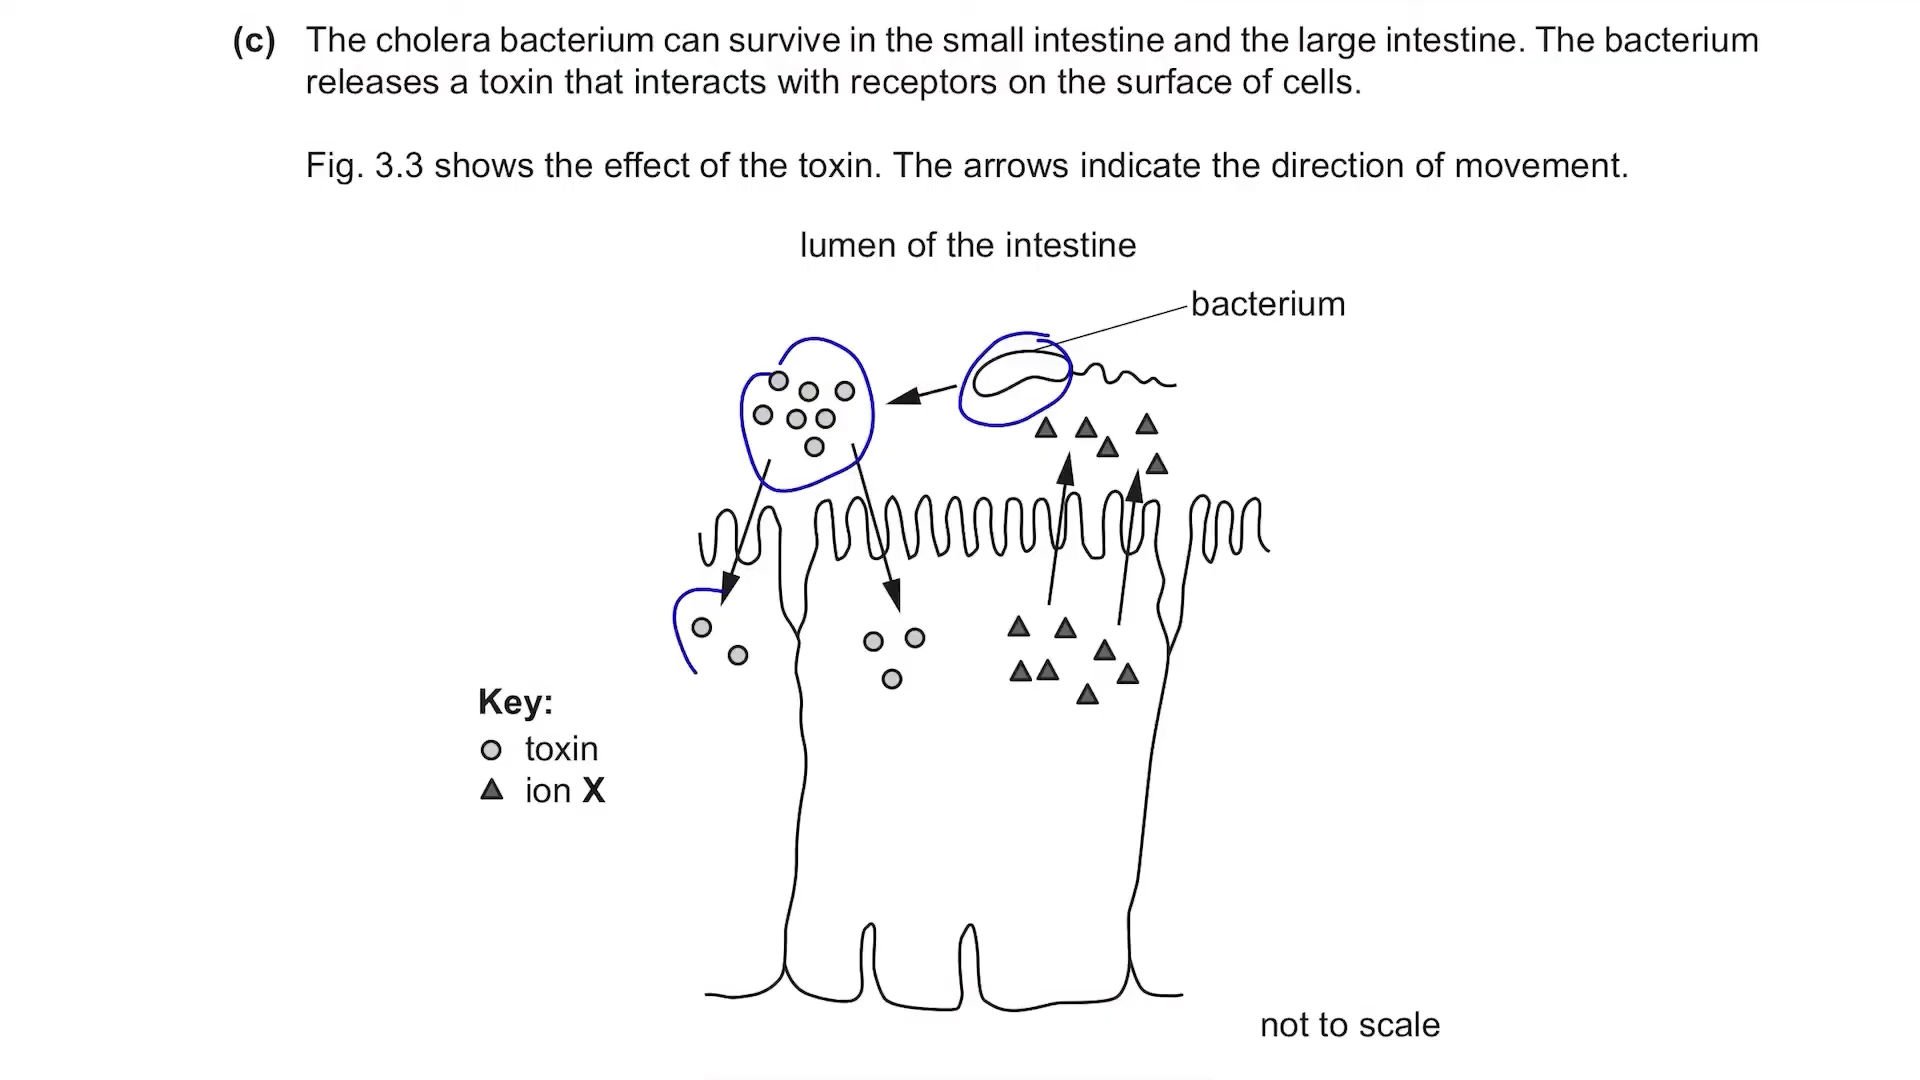 (c) The cholera bacterium can survive in the small intestine and the large intestine. The bacterium
releases a toxin that interacts with receptors on the surface of cells.
Fig. 3.3 shows the effect of the toxin. The arrows indicate the direction of movement.
lumen of the intestine
bacterium
Key:
toxin
ion X
not to scale